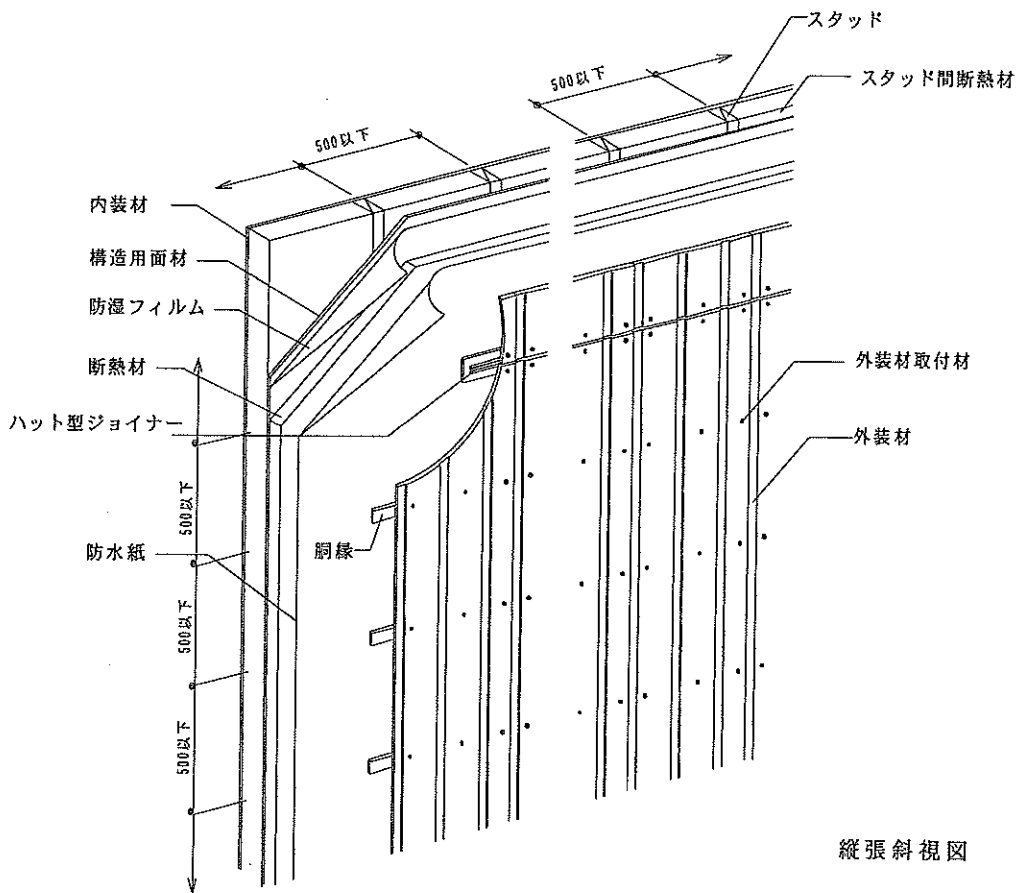 スタッド
500以下
スタッド間断熱材
500以下
内装材
構造用面材
防湿フィルム
断熱材
外装材取付材
ハット型ジョイナー
外装材
500以下
防水紙
胴縁
500以下
500以下
縦張斜視図